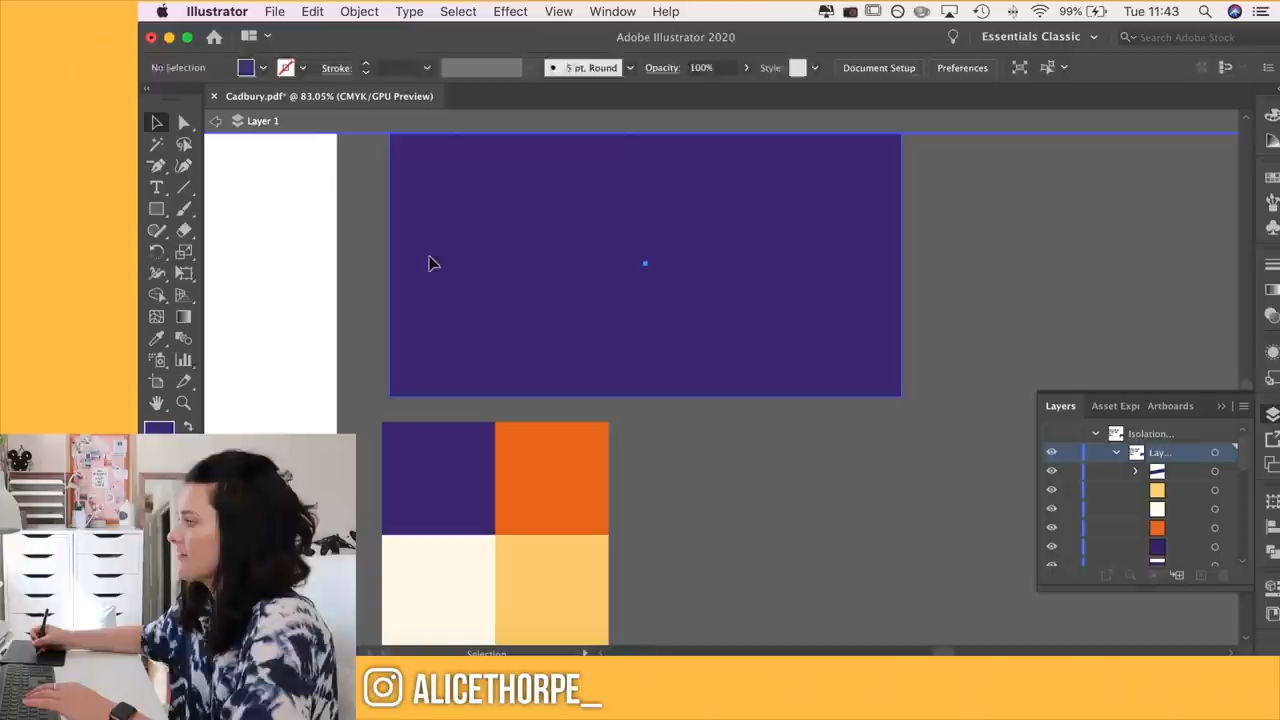 Illustrator File Edit Object Type Select Effect View Window Help 99% Tue 11:43
Adobe Illustrator 2020 Essentials Classic Search Adobe Stock
No Selection Stroke: 5 pt. Round Opacity: 100% Style: Document Setup Preferences
× Cadbury.pdf* @ 83.05% (CMYK/GPU Preview)
Layer 1
Layers Asset Exp Artboards
Isolation...
Lay...
Selection
ALICETHORPE_